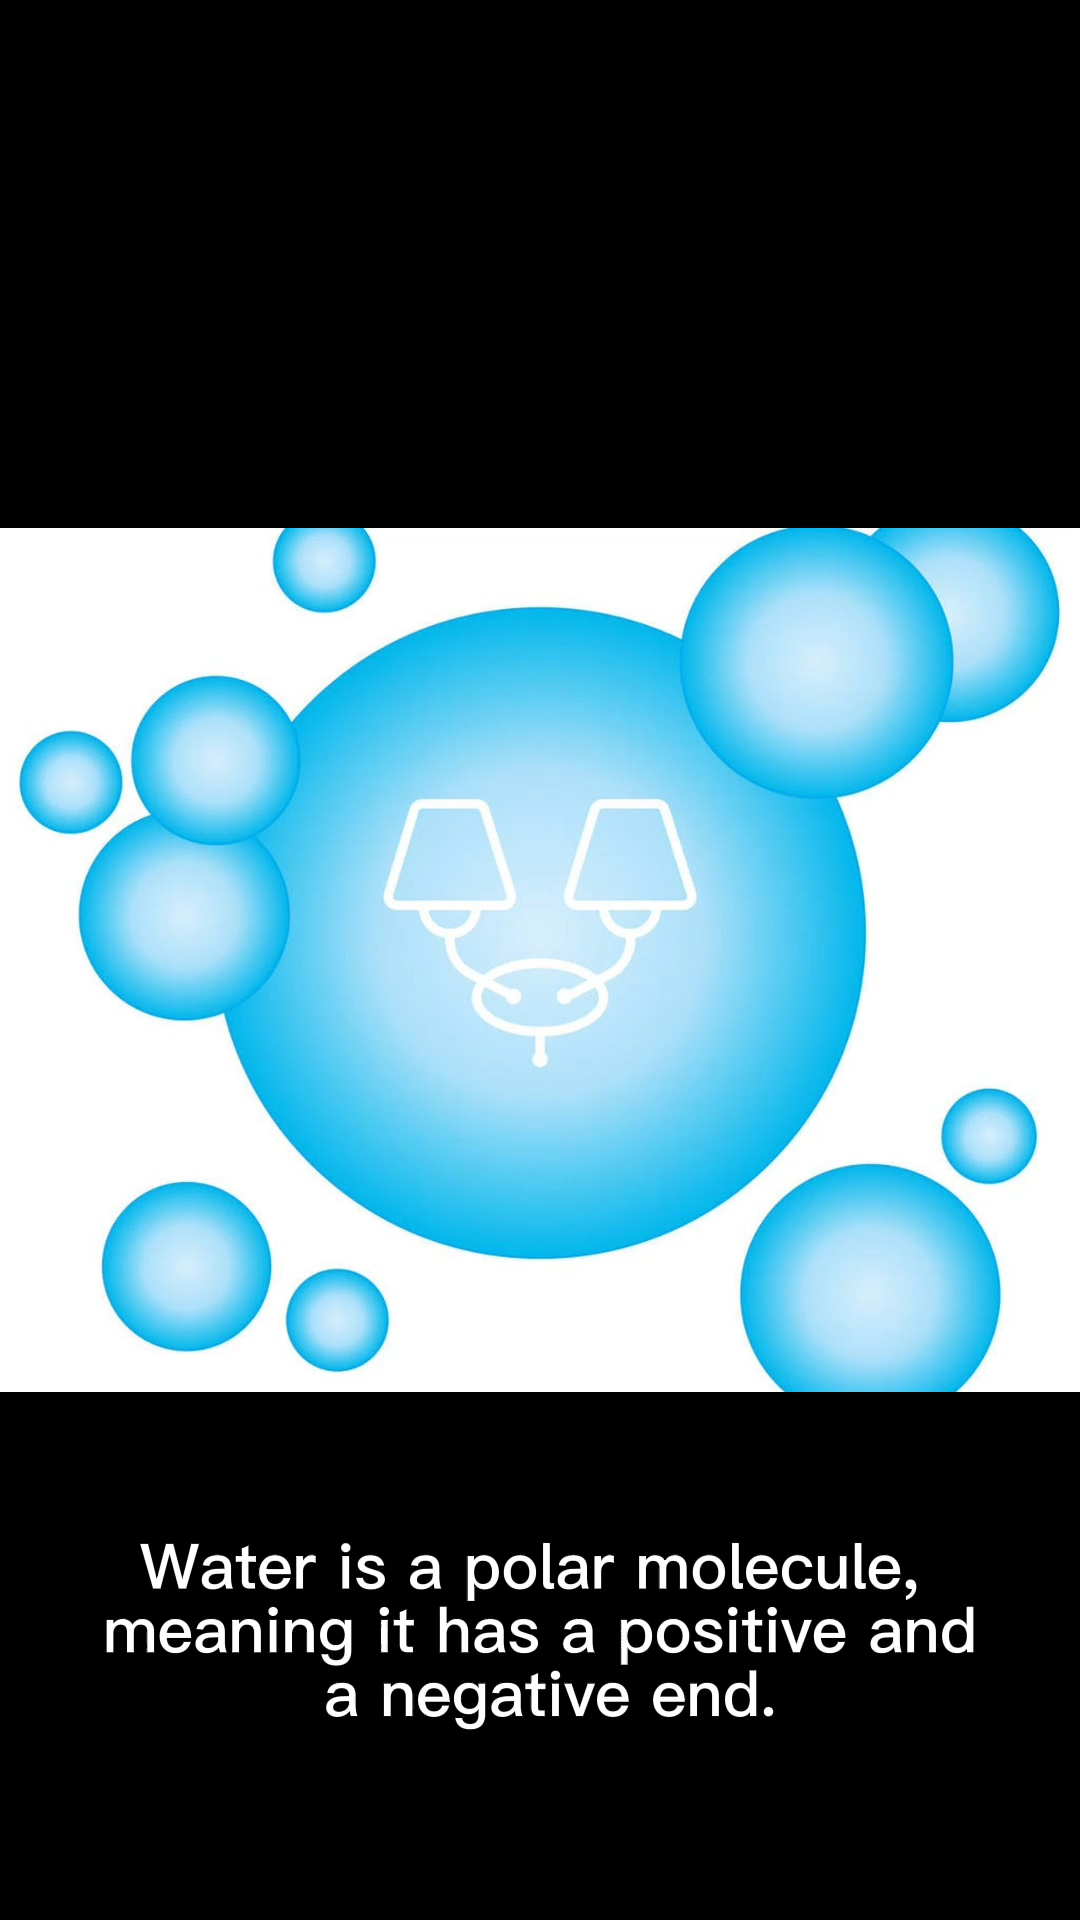 Water is a polar molecule,
meaning it has a positive and
a negative end.